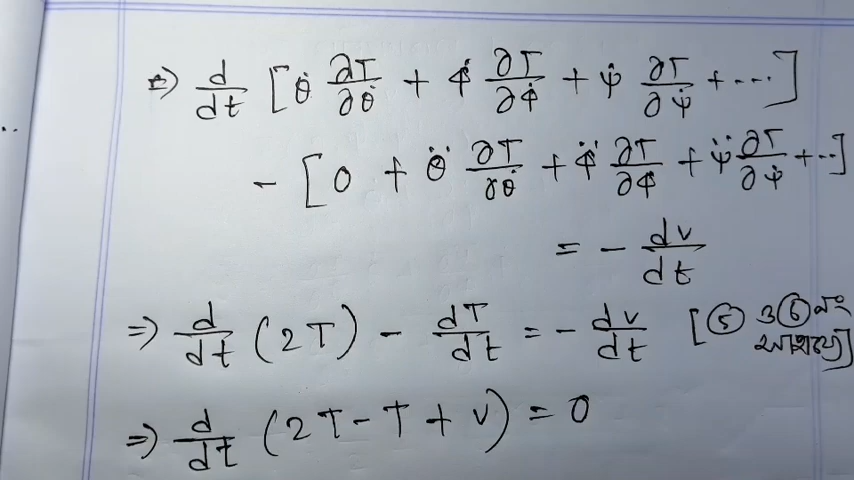 ⇒ d/dt [θ̇ ∂T/∂θ̇ + φ̇ ∂T/∂φ̇ + ψ̇ ∂T/∂ψ̇ + ...]
- [0 + θ̈ ∂T/∂θ̇ + φ̈ ∂T/∂φ̇ + ψ̈ ∂T/∂ψ̇ + ...]
= - dv/dt
⇒ d/dt (2T) - dT/dt = - dv/dt [⑤ ও ⑥ নং
সাহায্যে]
⇒ d/dt (2T - T + V) = 0